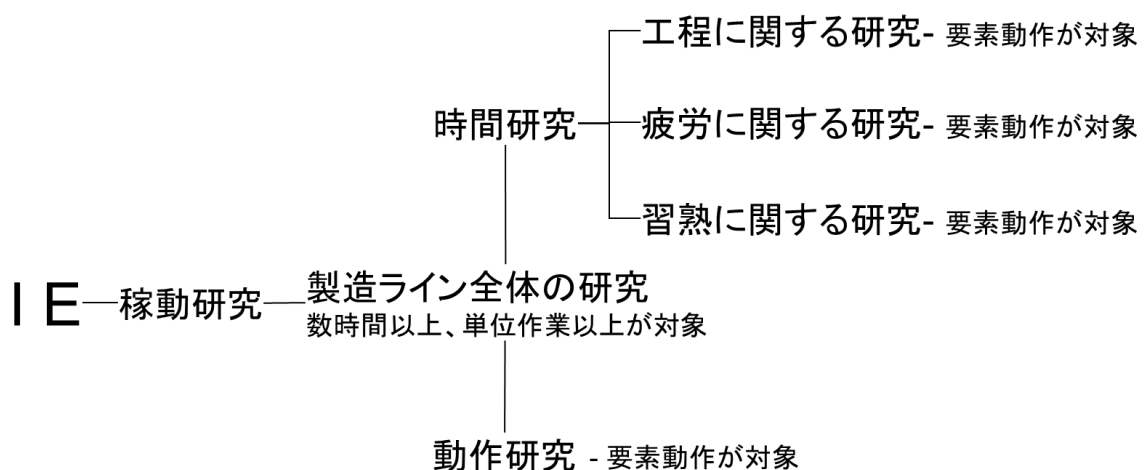 工程に関する研究- 要素動作が対象
時間研究
疲労に関する研究- 要素動作が対象
習熟に関する研究- 要素動作が対象
IE
稼動研究
製造ライン全体の研究
数時間以上、単位作業以上が対象
動作研究 - 要素動作が対象